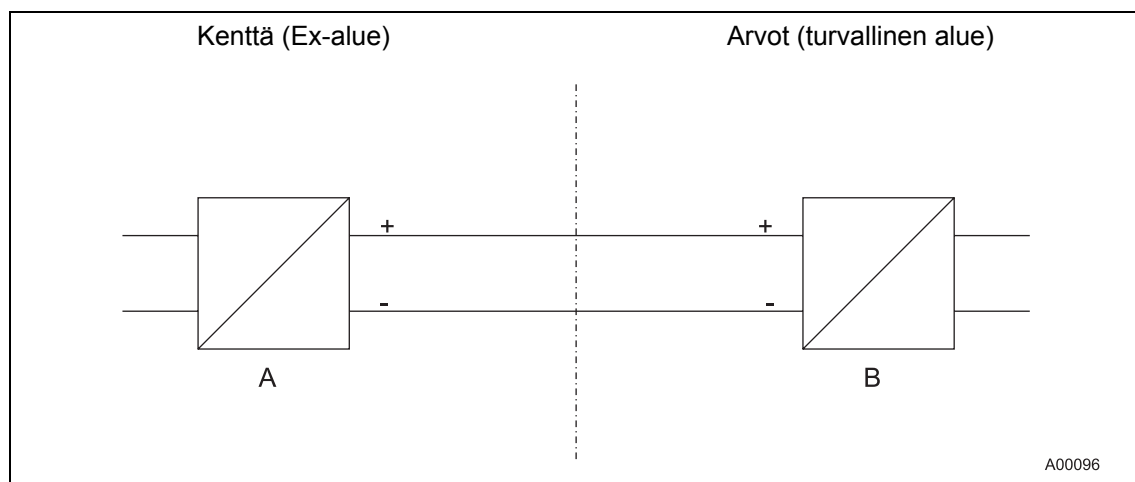 Kenttä (Ex-alue)
Arvot (turvallinen alue)
+
+
-
-
A
B
A00096